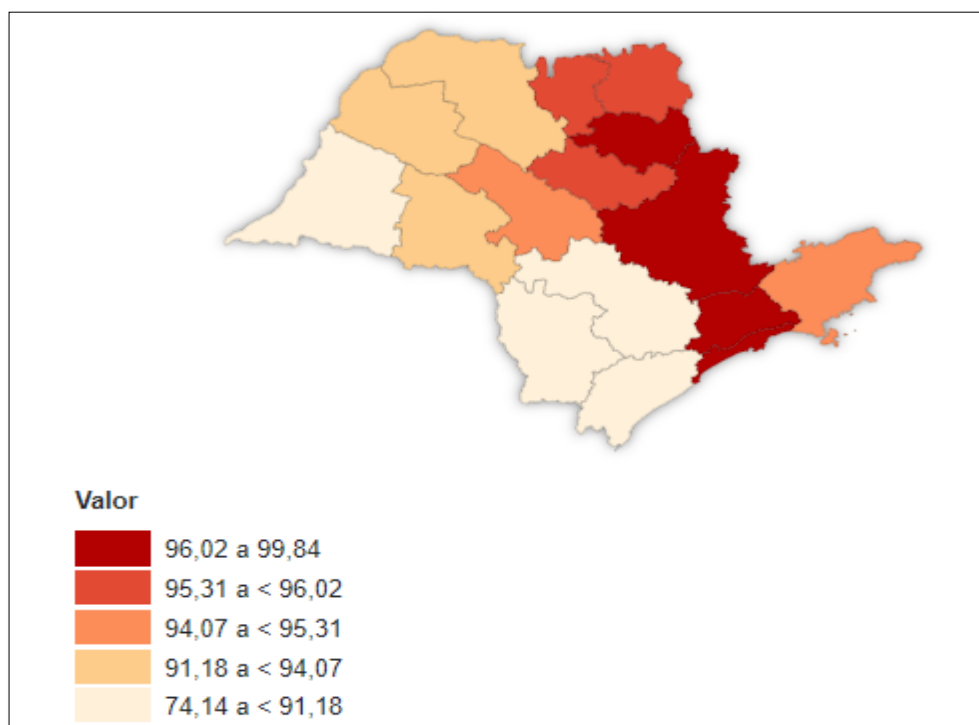 Valor
96,02 a 99,84
95,31 a < 96,02
94,07 a < 95,31
91,18 a < 94,07
74,14 a < 91,18